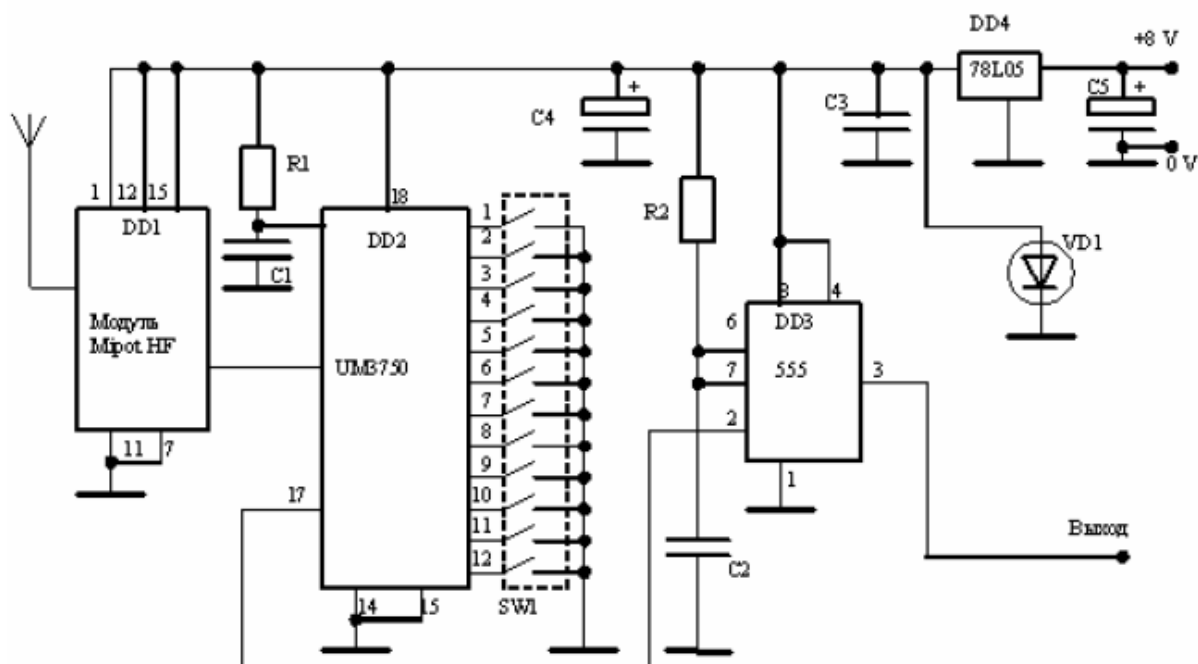 DD4
+8 V
78L05
C5
+
0 V
C4
+
C3
R1
R2
1 12 15
DD1
C1
Модуль
Mipot HF
11 7
18
DD2
UM3750
17
14 15
1
2
3
4
5
6
7
8
9
10
11
12
SW1
8 4
DD3
555
6
7
2
3
1
C2
VD1
Выход